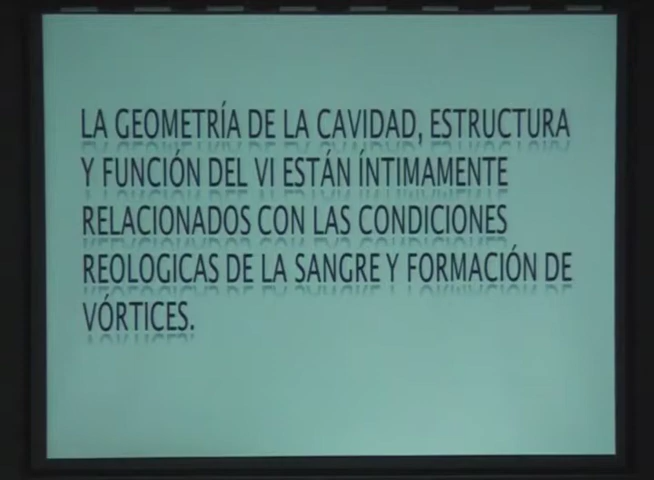 LA GEOMETRÍA DE LA CAVIDAD, ESTRUCTURA
Y FUNCIÓN DEL VI ESTÁN ÍNTIMAMENTE
RELACIONADOS CON LAS CONDICIONES
REOLOGICAS DE LA SANGRE Y FORMACIÓN DE
VÓRTICES.